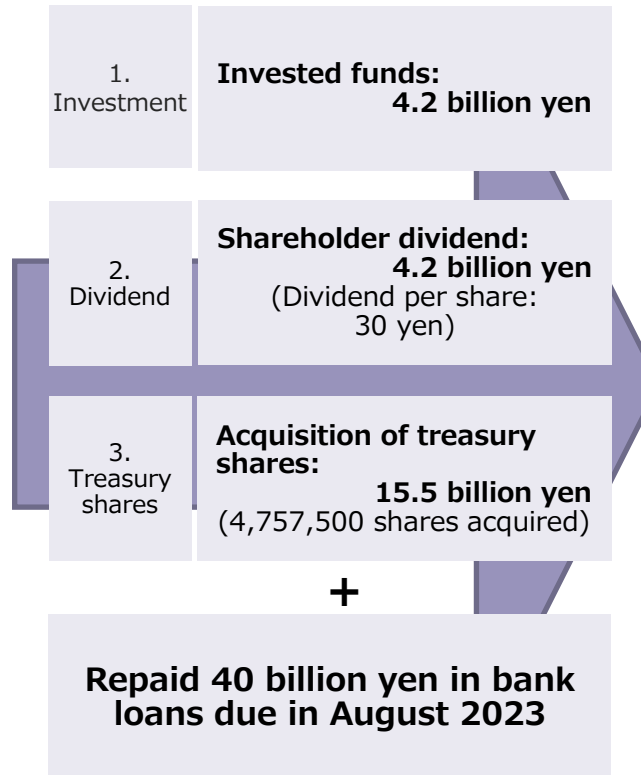 1.
Investment
Invested funds:
4.2 billion yen
2.
Dividend
Shareholder dividend:
4.2 billion yen
(Dividend per share:
30 yen)
3.
Treasury
shares
Acquisition of treasury
shares:
15.5 billion yen
(4,757,500 shares acquired)
+
Repaid 40 billion yen in bank
loans due in August 2023